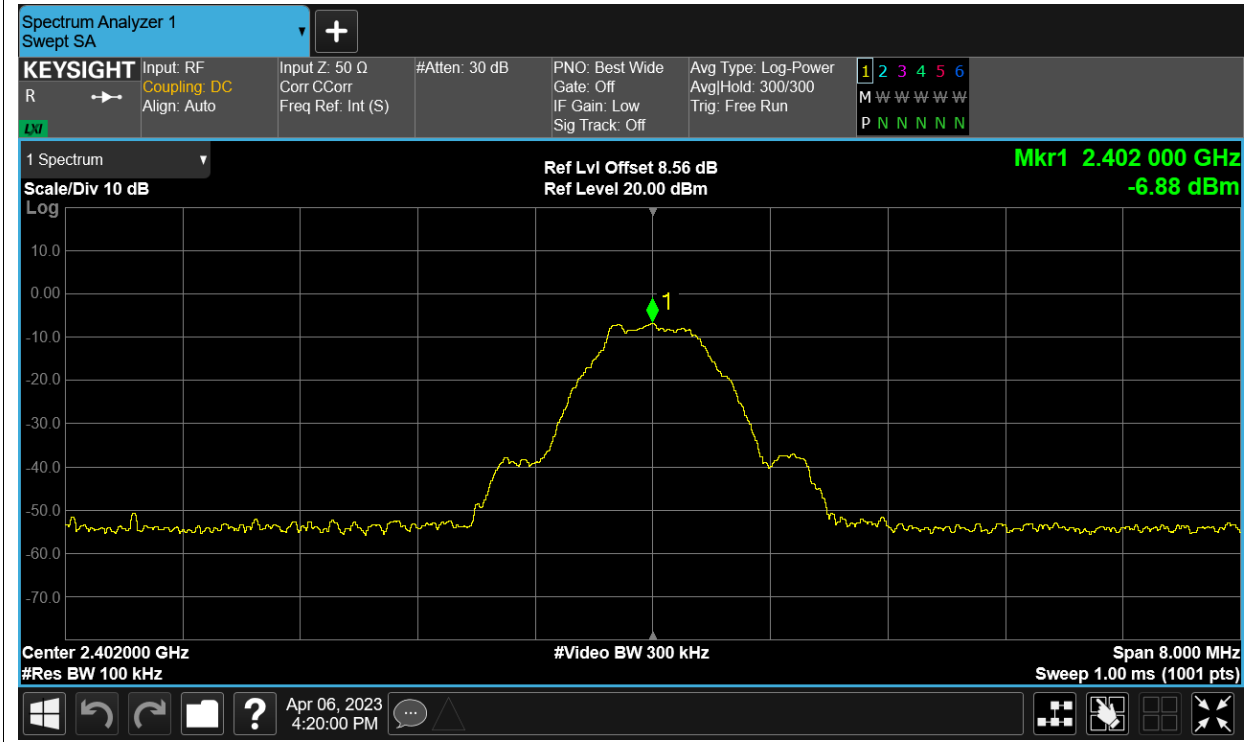 Spectrum Analyzer 1
Swept SA
KEYSIGHT
R
LXI
Input: RF
Coupling: DC
Align: Auto
Input Z: 50 Ω
Corr CCorr
Freq Ref: Int (S)
#Atten: 30 dB
PNO: Best Wide
Gate: Off
IF Gain: Low
Sig Track: Off
Avg Type: Log-Power
Avg|Hold: 300/300
Trig: Free Run
1 2 3 4 5 6
M W W W W W
P N N N N N
1 Spectrum
Scale/Div 10 dB
Log
Ref Lvl Offset 8.56 dB
Ref Level 20.00 dBm
Mkr1 2.402 000 GHz
-6.88 dBm
10.0
0.00
1
-10.0
-20.0
-30.0
-40.0
-50.0
-60.0
-70.0
Center 2.402000 GHz
#Res BW 100 kHz
#Video BW 300 kHz
Span 8.000 MHz
Sweep 1.00 ms (1001 pts)
?
Apr 06, 2023
4:20:00 PM